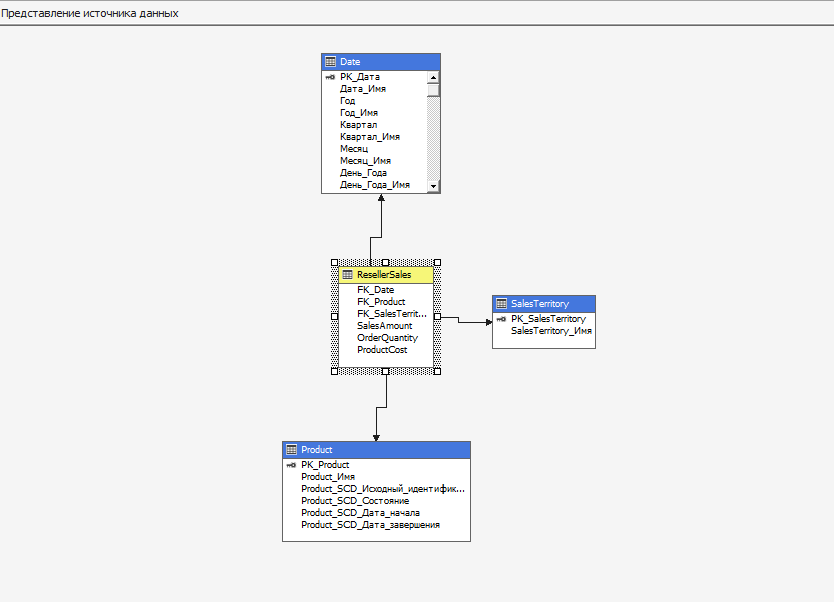 Представление источника данных
Date
PK_Дата
Дата_Имя
Год
Год_Имя
Квартал
Квартал_Имя
Месяц
Месяц_Имя
День_Года
День_Года_Имя
ResellerSales
FK_Date
FK_Product
FK_SalesTerrit...
SalesAmount
OrderQuantity
ProductCost
SalesTerritory
PK_SalesTerritory
SalesTerritory_Имя
Product
PK_Product
Product_Имя
Product_SCD_Исходный_идентифик...
Product_SCD_Состояние
Product_SCD_Дата_начала
Product_SCD_Дата_завершения